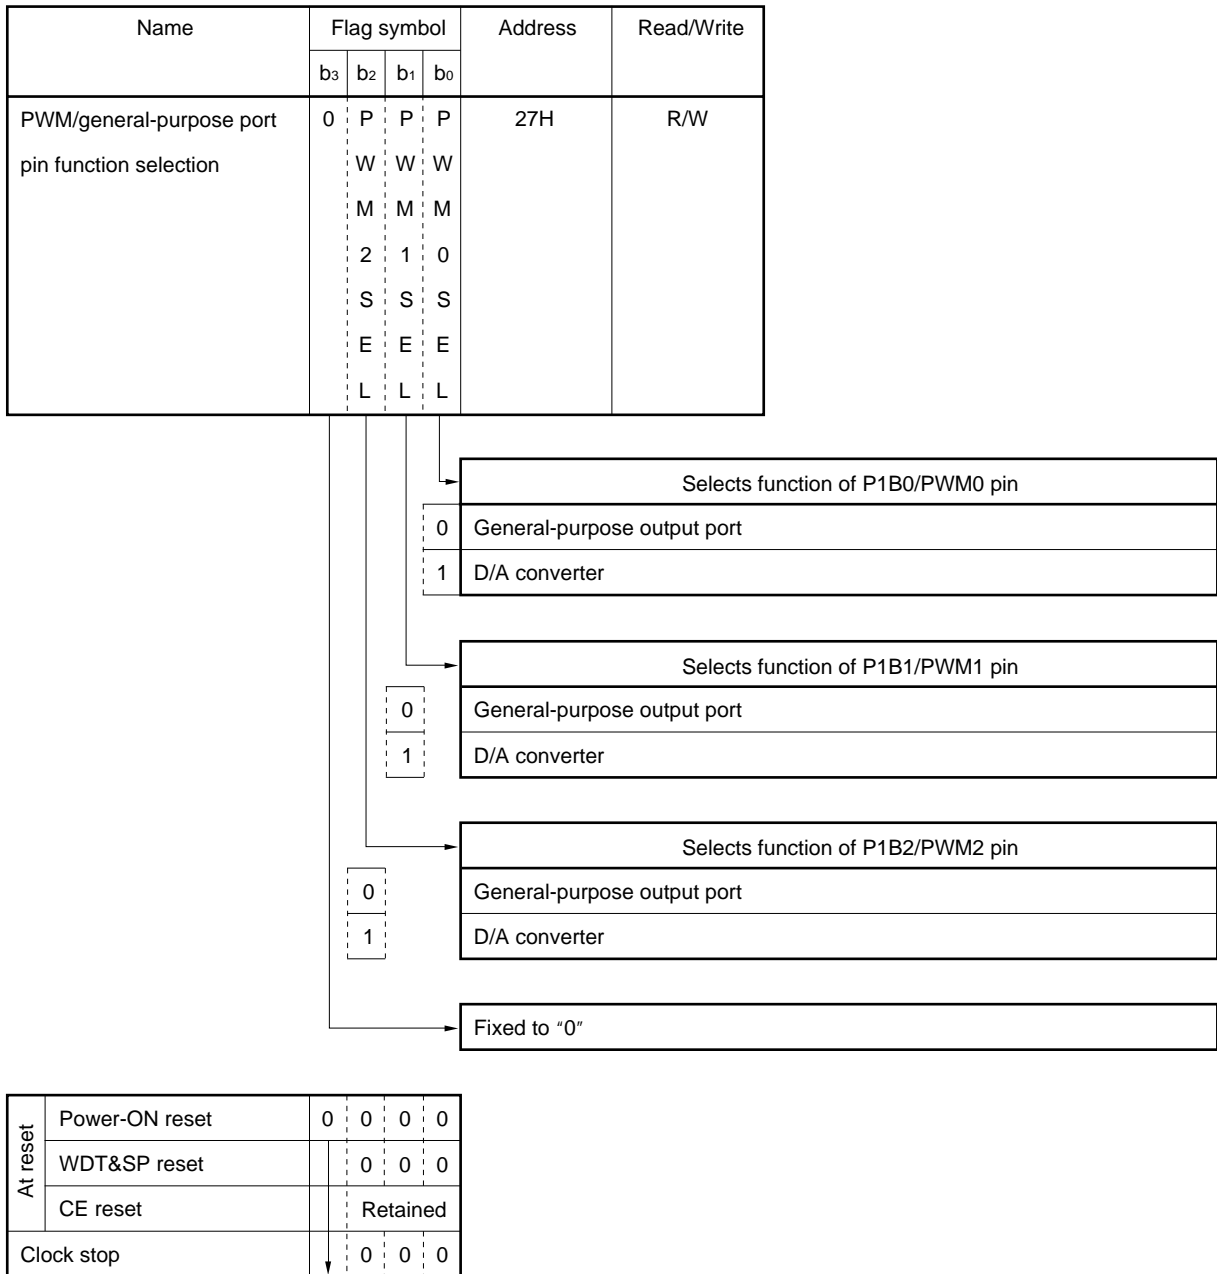 Name Flag symbol Address Read/Write
b3 b2 b1 b0
PWM/general-purpose port 0 P P P 27H R/W
pin function selection W W W
M M M
2 1 0
S S S
E E E
L L L
Selects function of P1B0/PWM0 pin
0 General-purpose output port
1 D/A converter
Selects function of P1B1/PWM1 pin
0 General-purpose output port
1 D/A converter
Selects function of P1B2/PWM2 pin
0 General-purpose output port
1 D/A converter
Fixed to "0"
At reset
Power-ON reset 0 0 0 0
WDT&SP reset 0 0 0
CE reset Retained
Clock stop 0 0 0